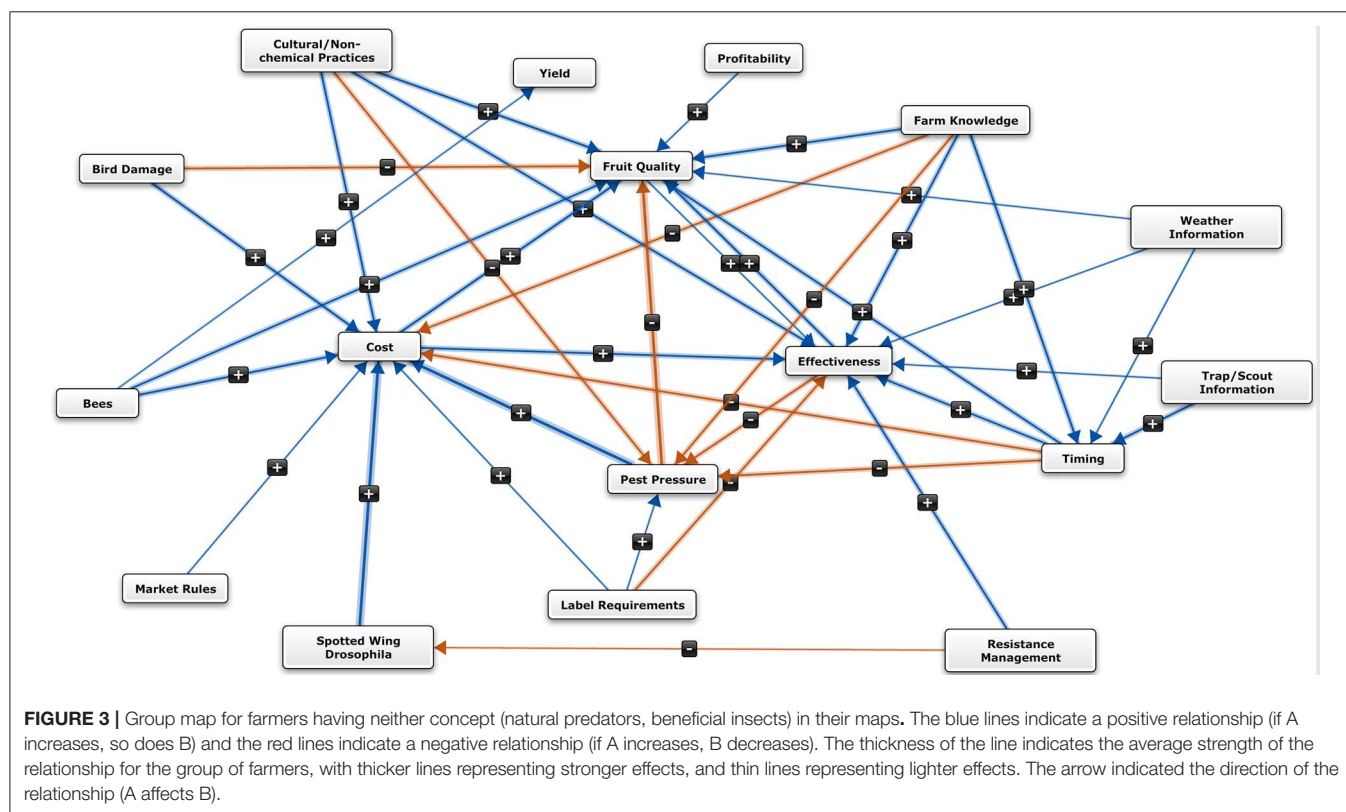 Cultural/Non-
chemical Practices
Yield
Profitability
Farm Knowledge
Bird Damage
Fruit Quality
Weather
Information
Cost
Effectiveness
Trap/Scout
Information
Bees
Timing
Pest Pressure
Market Rules
Label Requirements
Spotted Wing
Drosophila
Resistance
Management
+
+
+
-
+
+
+
+
-
+
+
+
-
+
+
+
+
-
+
+
+
-
+
+
+
+
-
-
+
+
+
-
-
+
+
+
+
-
FIGURE 3 | Group map for farmers having neither concept (natural predators, beneficial insects) in their maps. The blue lines indicate a positive relationship (if A
increases, so does B) and the red lines indicate a negative relationship (if A increases, B decreases). The thickness of the line indicates the average strength of the
relationship for the group of farmers, with thicker lines representing stronger effects, and thin lines representing lighter effects. The arrow indicated the direction of the
relationship (A affects B).